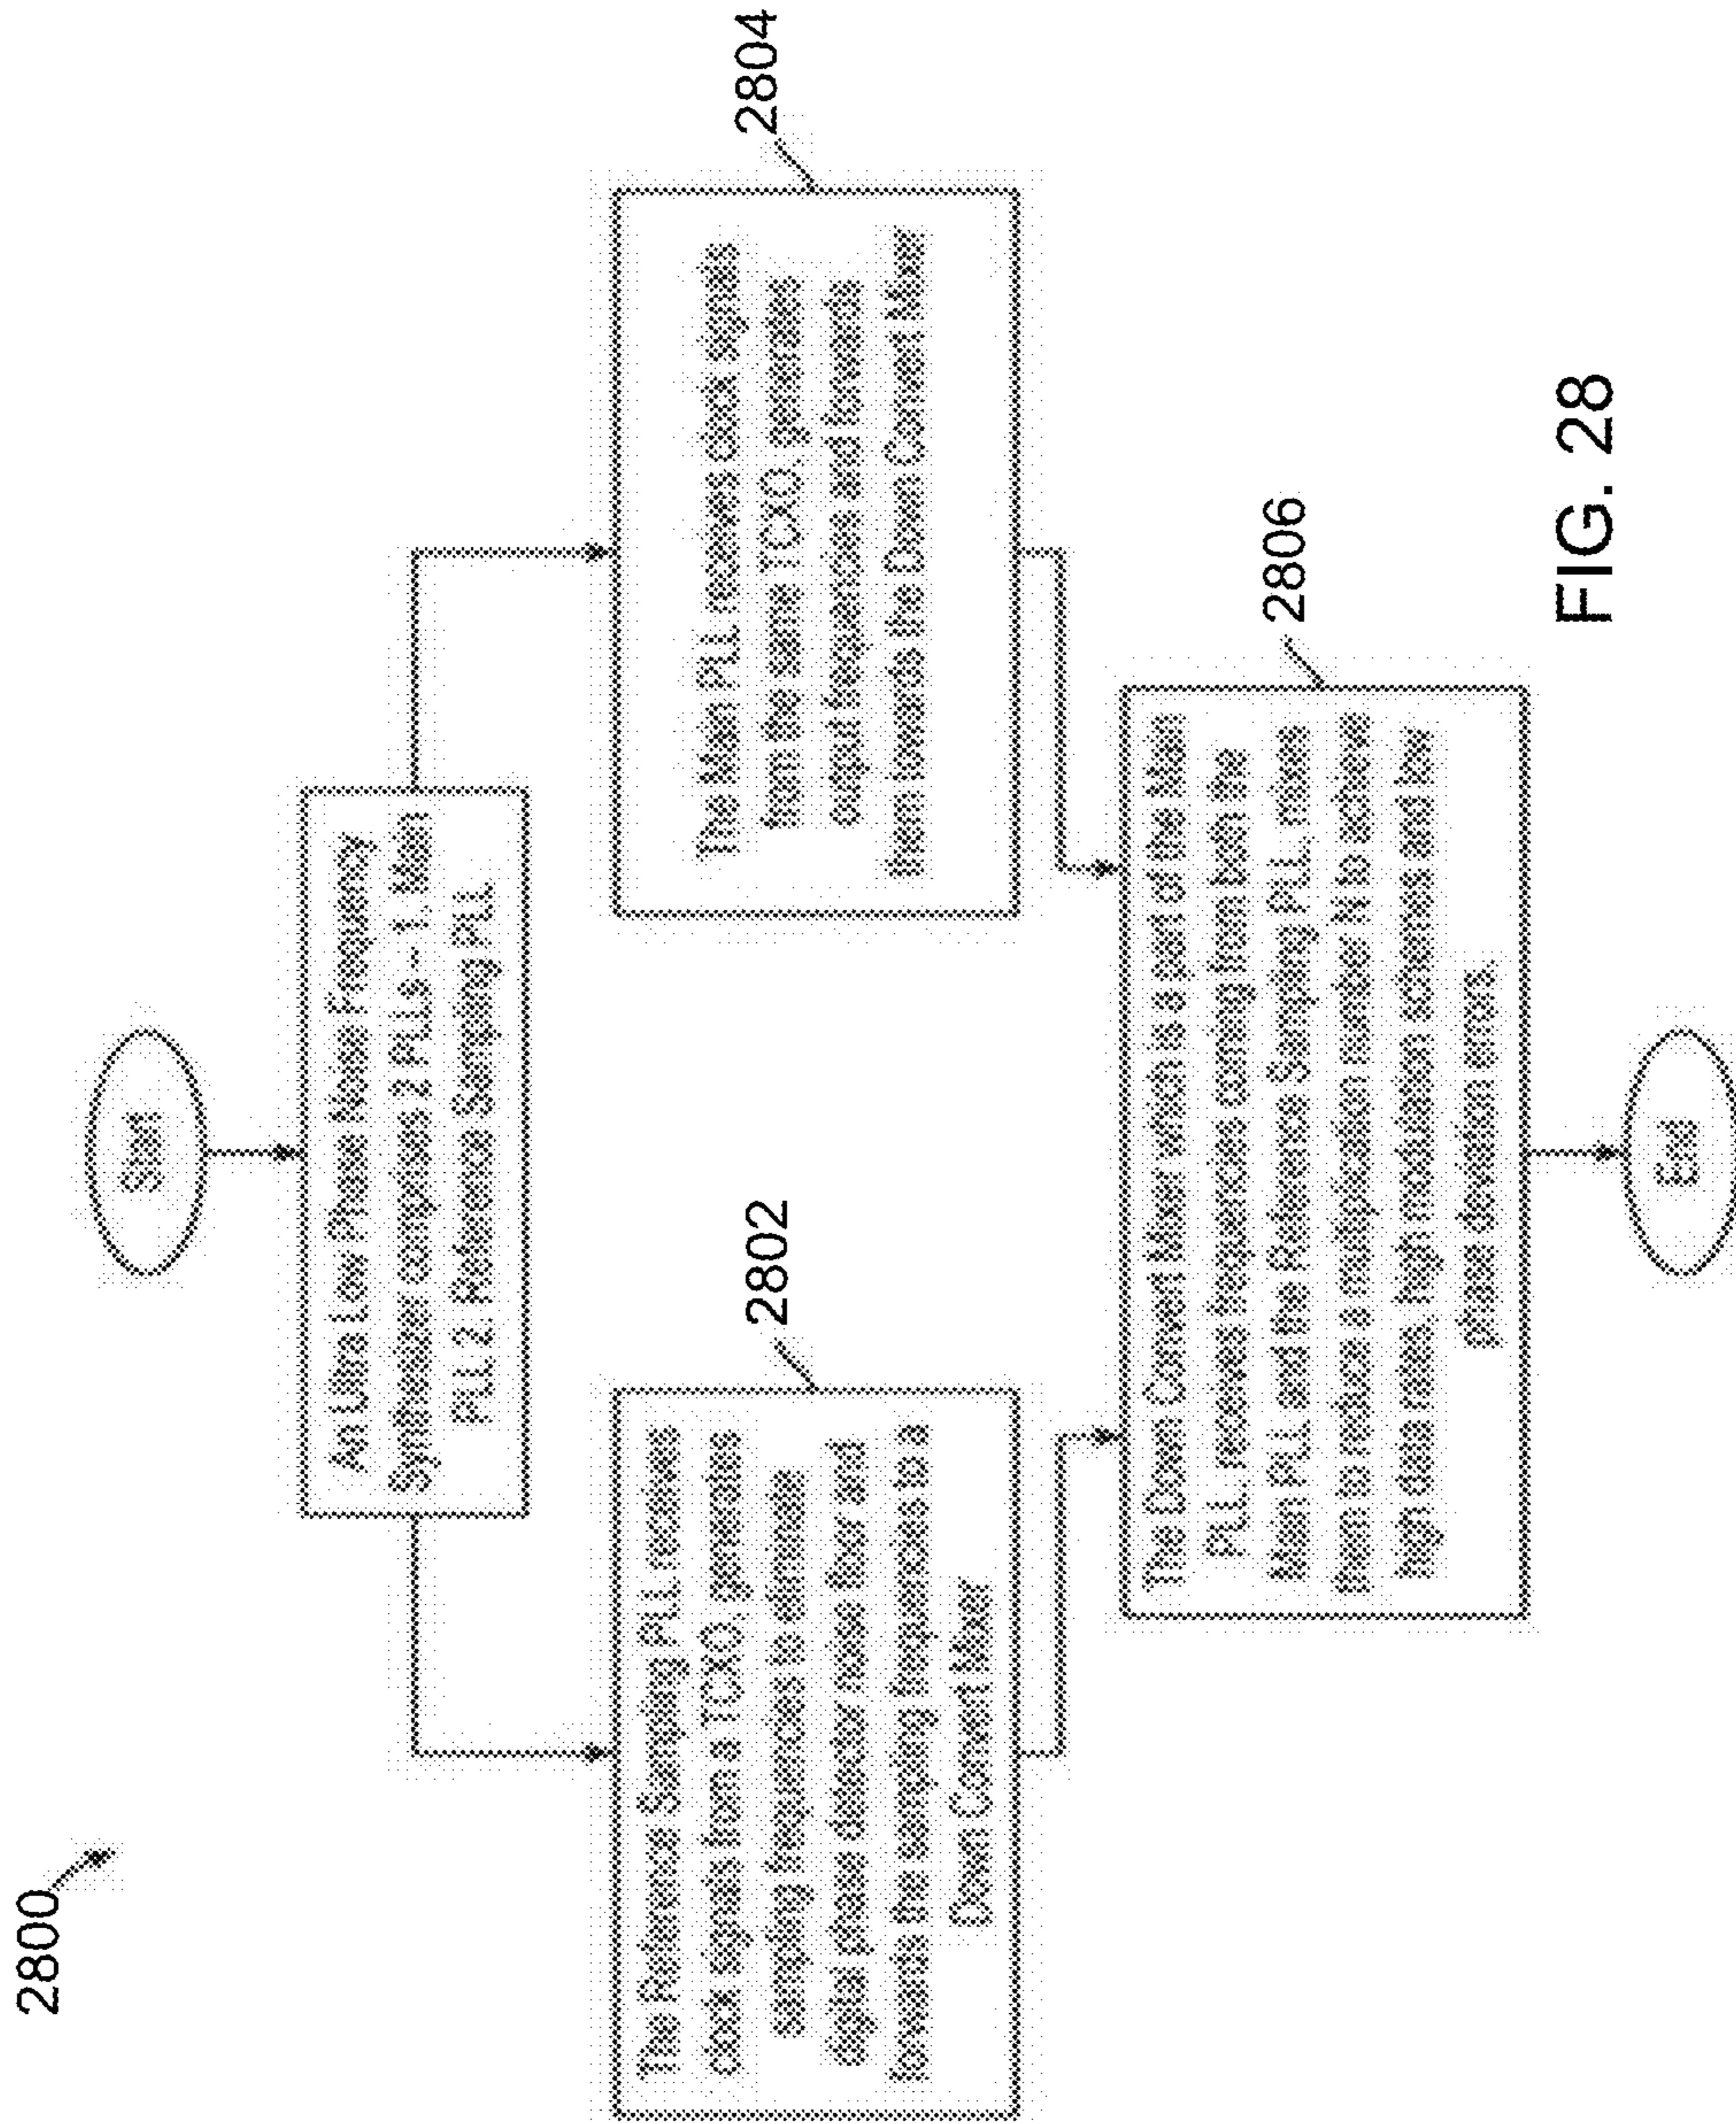 2800
Start
An Ultra Low Phase Noise Frequency
Synthesizer comprises 2 PLLs – 1. Main
PLL 2. Reference Sampling PLL
2802
The Reference Sampling PLL receives
clock signals from a TCXO, generates
sampling frequencies to eliminate
digital phase detector noise floor and
forwards the sampling frequencies to a
Down Convert Mixer
2804
The Main PLL receives clock signals
from the same TCXO, generates
output frequencies and forwards
them towards the Down Convert Mixer
2806
The Down Convert Mixer which is a part of the Main
PLL, receives frequencies coming from both the
Main PLL and the Reference Sampling PLL, mixes
them to reduce a multiplication number N to achieve
high data rates, high modulation schemes and low
phase deviation errors.
End
FIG. 28